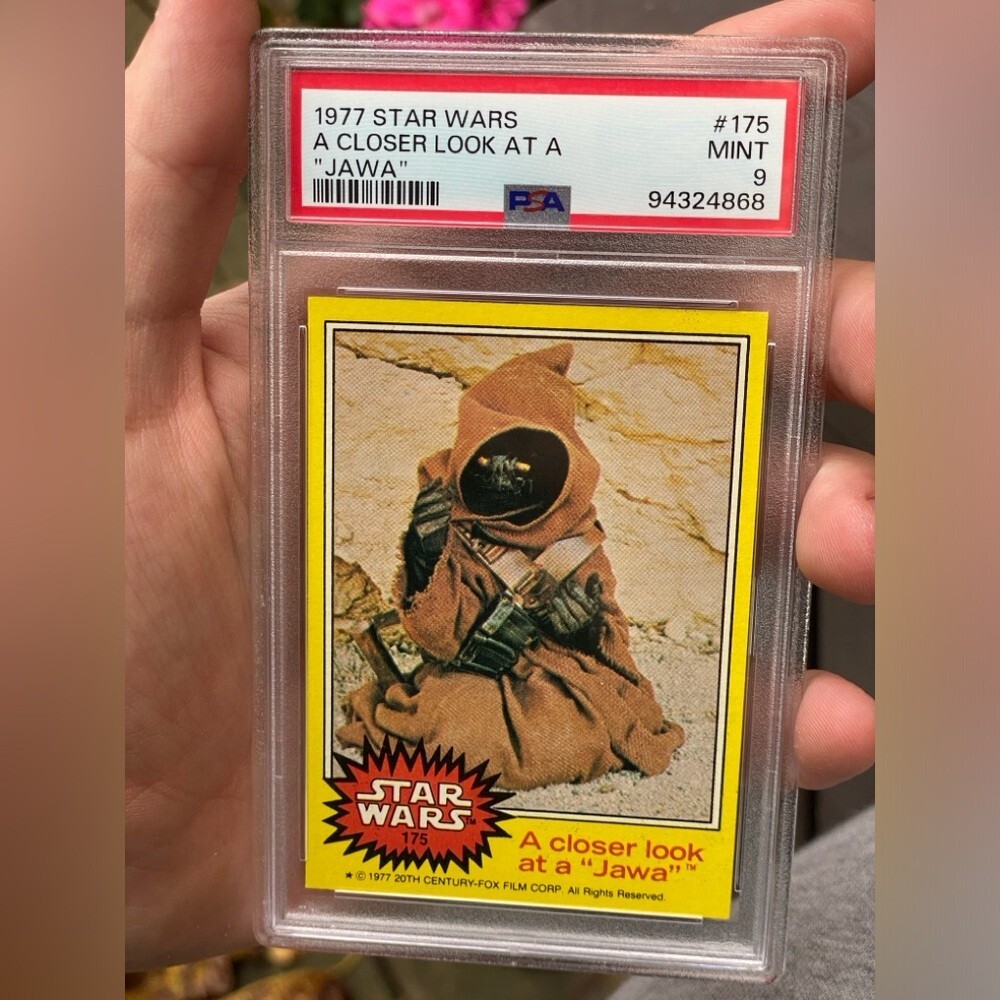 1977 STAR WARS
#175
A CLOSER LOOK AT A
MINT
"JAWA"
9
PSA
94324868
STAR
WARS™
175
A closer look
at a "Jawa"™
★ © 1977 20TH CENTURY-FOX FILM CORP. All Rights Reserved.